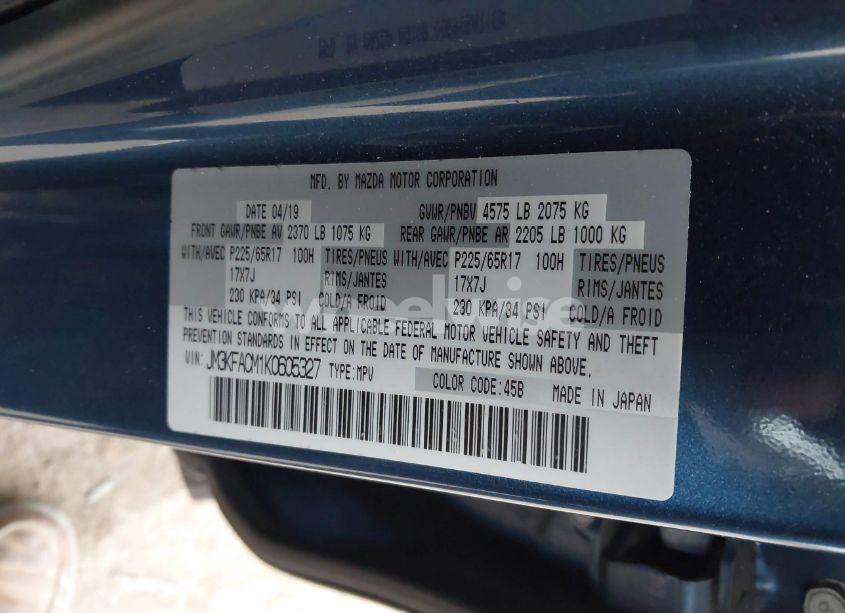 MFD. BY MAZDA MOTOR CORPORATION
DATE 04/19 GVWR/PNBV 4575 LB 2075 KG
FRONT GAWR/PNBE AV 2370 LB 1075 KG REAR GAWR/PNBE AR 2205 LB 1000 KG
WITH/AVEC P225/65R17 100H TIRES/PNEUS WITH/AVEC P225/65R17 100H TIRES/PNEUS
17X7J RIMS/JANTES 17X7J RIMS/JANTES
230 KPA/34 PSI COLD/A FROID 230 KPA/34 PSI COLD/A FROID
THIS VEHICLE CONFORMS TO ALL APPLICABLE FEDERAL MOTOR VEHICLE SAFETY AND THEFT
PREVENTION STANDARDS IN EFFECT ON THE DATE OF MANUFACTURE SHOWN ABOVE.
VIN: JM3KFACM1K0605327 TYPE:MPV COLOR CODE:45B MADE IN JAPAN